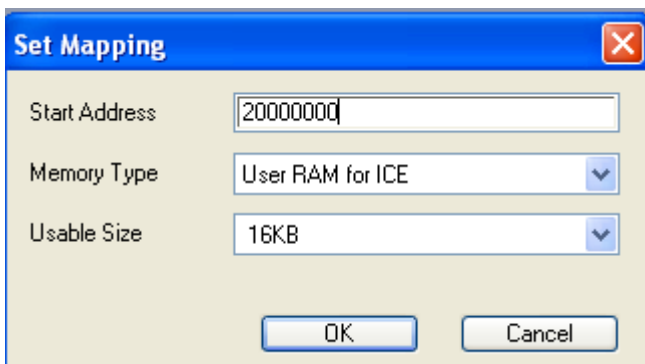 Set Mapping
Start Address 20000000
Memory Type User RAM for ICE
Usable Size 16KB
OK Cancel